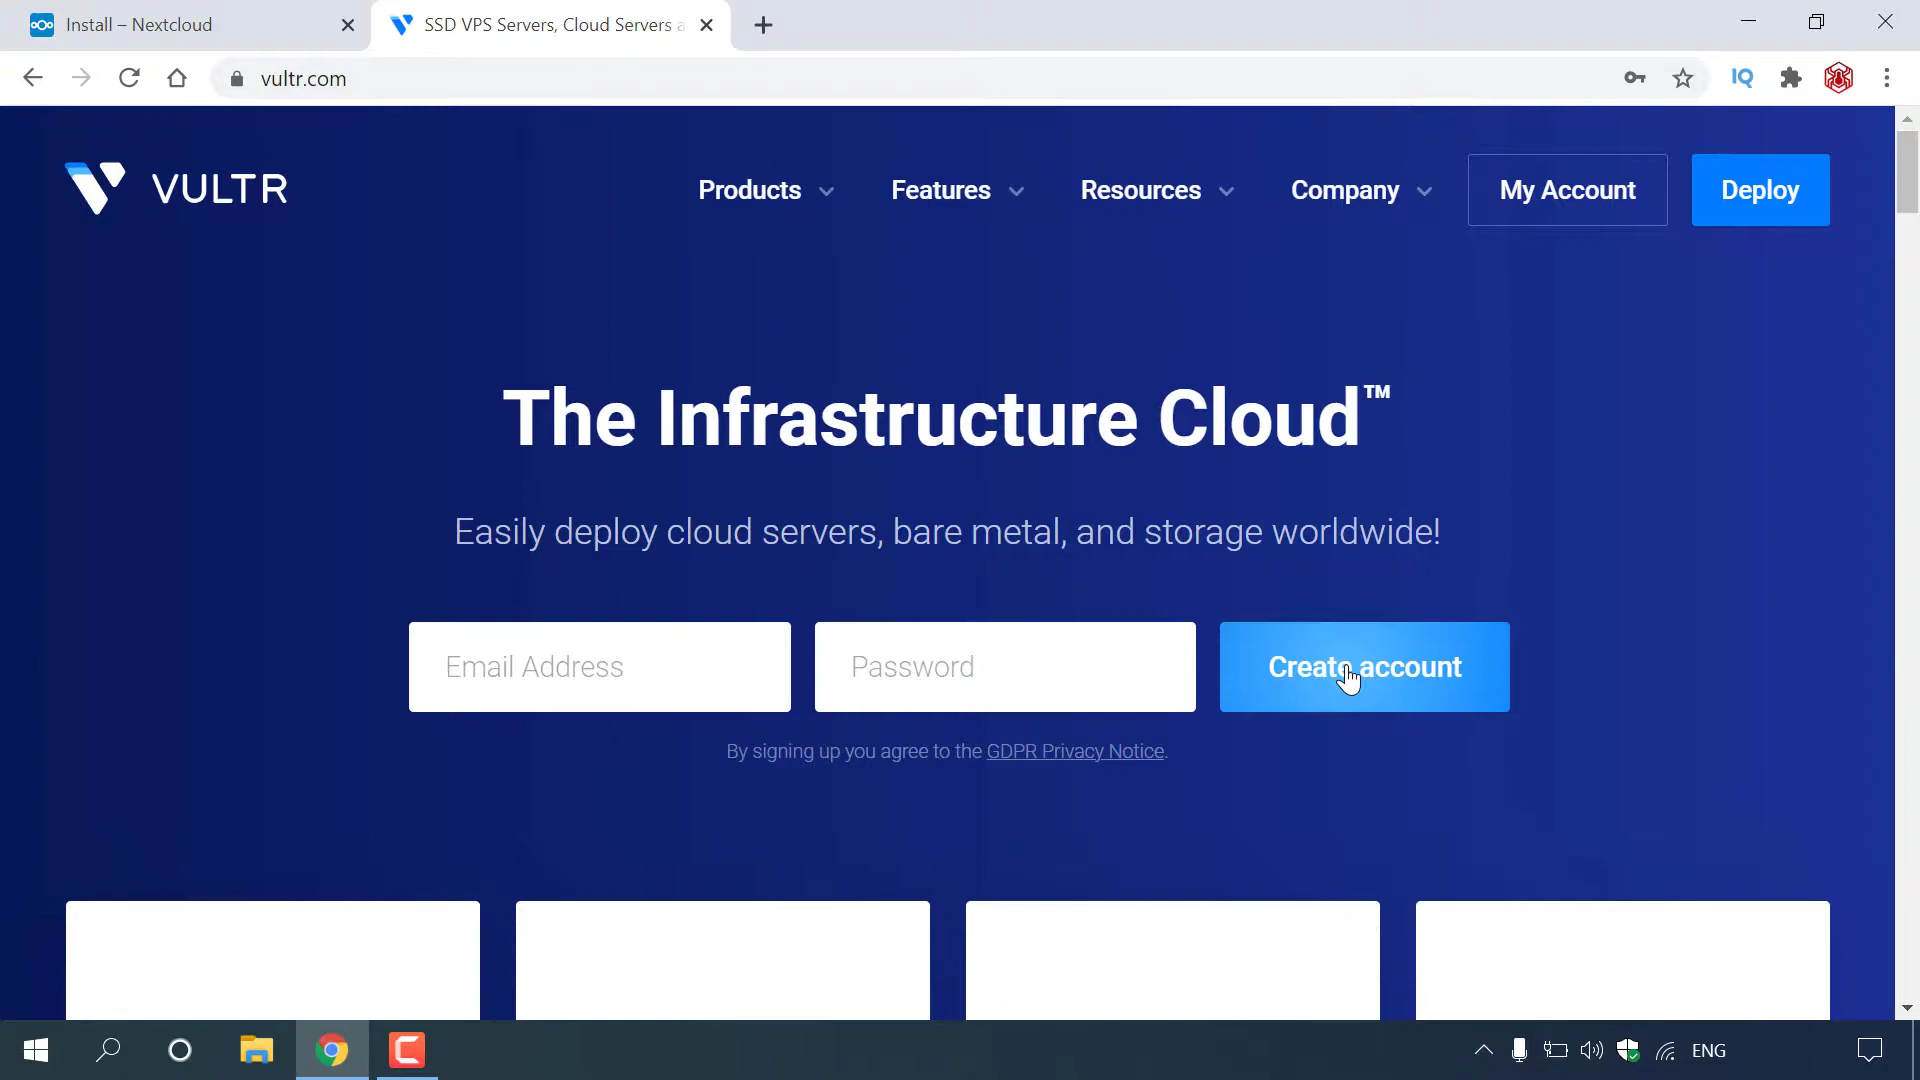 Install – Nextcloud
SSD VPS Servers, Cloud Servers a
vultr.com
IQ
VULTR
Products
Features
Resources
Company
My Account
Deploy
The Infrastructure Cloud™
Easily deploy cloud servers, bare metal, and storage worldwide!
Email Address
Password
Create account
By signing up you agree to the GDPR Privacy Notice.
ENG